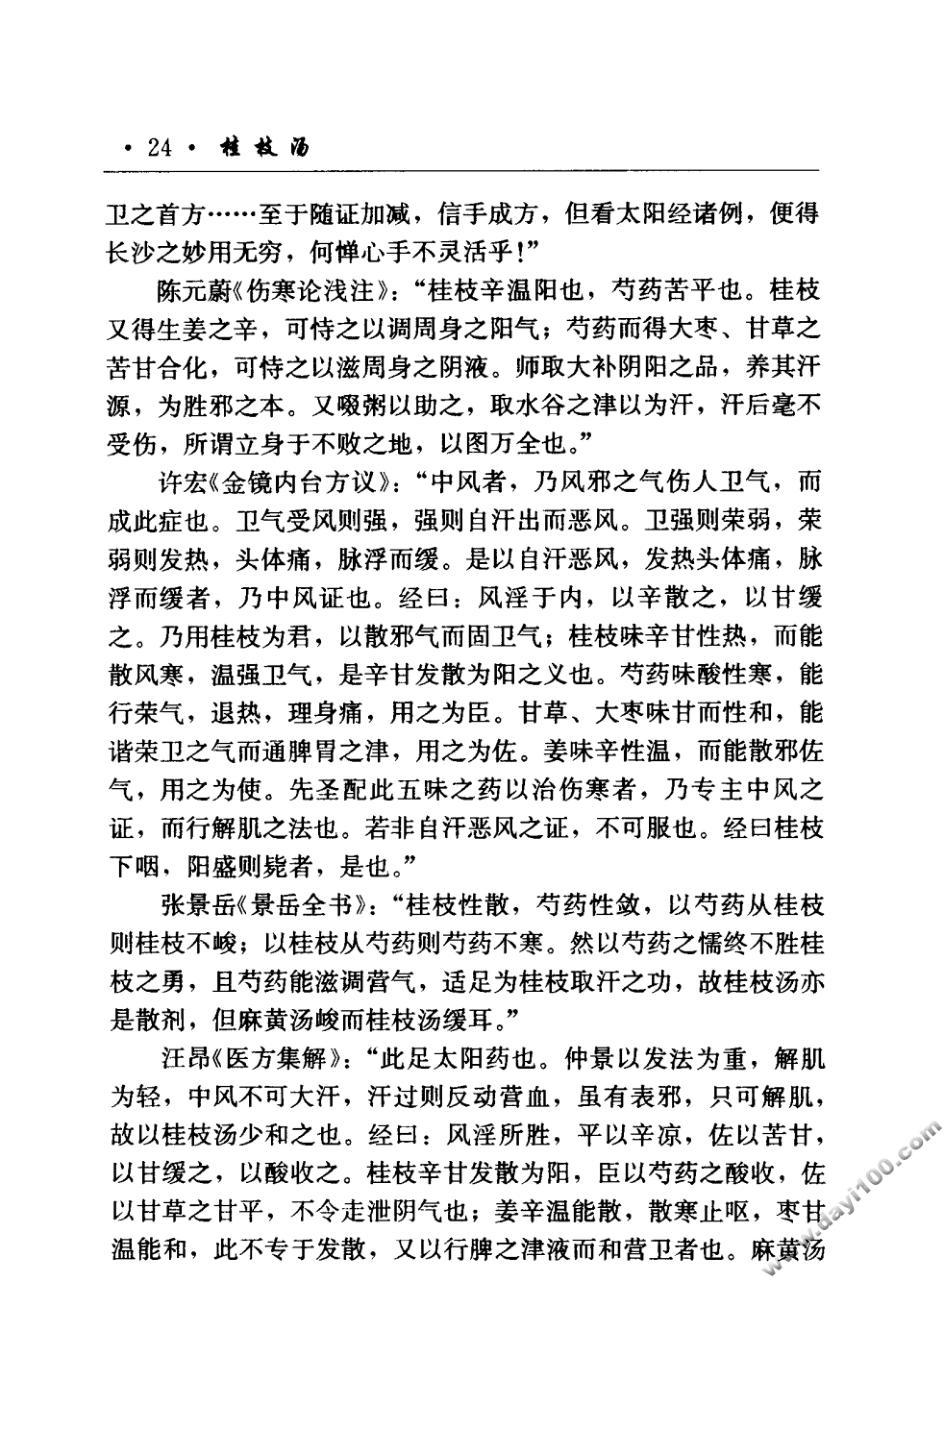 · 24 · 桂枝汤
卫之首方……至于随证加减，信手成方，但看太阳经诸例，便得
长沙之妙用无穷，何惮心手不灵活乎！”
陈元蔚《伤寒论浅注》：“桂枝辛温阳也，芍药苦平也。桂枝
又得生姜之辛，可恃之以调周身之阳气；芍药而得大枣、甘草之
苦甘合化，可恃之以滋周身之阴液。师取大补阴阳之品，养其汗
源，为胜邪之本。又啜粥以助之，取水谷之津以为汗，汗后毫不
受伤，所谓立身于不败之地，以图万全也。”
许宏《金镜内台方议》：“中风者，乃风邪之气伤人卫气，而
成此症也。卫气受风则强，强则自汗出而恶风。卫强则荣弱，荣
弱则发热，头体痛，脉浮而缓。是以自汗恶风，发热头体痛，脉
浮而缓者，乃中风证也。经曰：风淫于内，以辛散之，以甘缓
之。乃用桂枝为君，以散邪气而固卫气；桂枝味辛甘性热，而能
散风寒，温强卫气，是辛甘发散为阳之义也。芍药味酸性寒，能
行荣气，退热，理身痛，用之为臣。甘草、大枣味甘而性和，能
谐荣卫之气而通脾胃之津，用之为佐。姜味辛性温，而能散邪佐
气，用之为使。先圣配此五味之药以治伤寒者，乃专主中风之
证，而行解肌之法也。若非自汗恶风之证，不可服也。经曰桂枝
下咽，阳盛则毙者，是也。”
张景岳《景岳全书》：“桂枝性散，芍药性敛，以芍药从桂枝
则桂枝不峻；以桂枝从芍药则芍药不寒。然以芍药之懦终不胜桂
枝之勇，且芍药能滋调营气，适足为桂枝取汗之功，故桂枝汤亦
是散剂，但麻黄汤峻而桂枝汤缓耳。”
汪昂《医方集解》：“此足太阳药也。仲景以发法为重，解肌
为轻，中风不可大汗，汗过则反动营血，虽有表邪，只可解肌，
故以桂枝汤少和之也。经曰：风淫所胜，平以辛凉，佐以苦甘，
以甘缓之，以酸收之。桂枝辛甘发散为阳，臣以芍药之酸收，佐
以甘草之甘平，不令走泄阴气也；姜辛温能散，散寒止呕，枣甘
温能和，此不专于发散，又以行脾之津液而和营卫者也。麻黄汤
www.dayi100.com